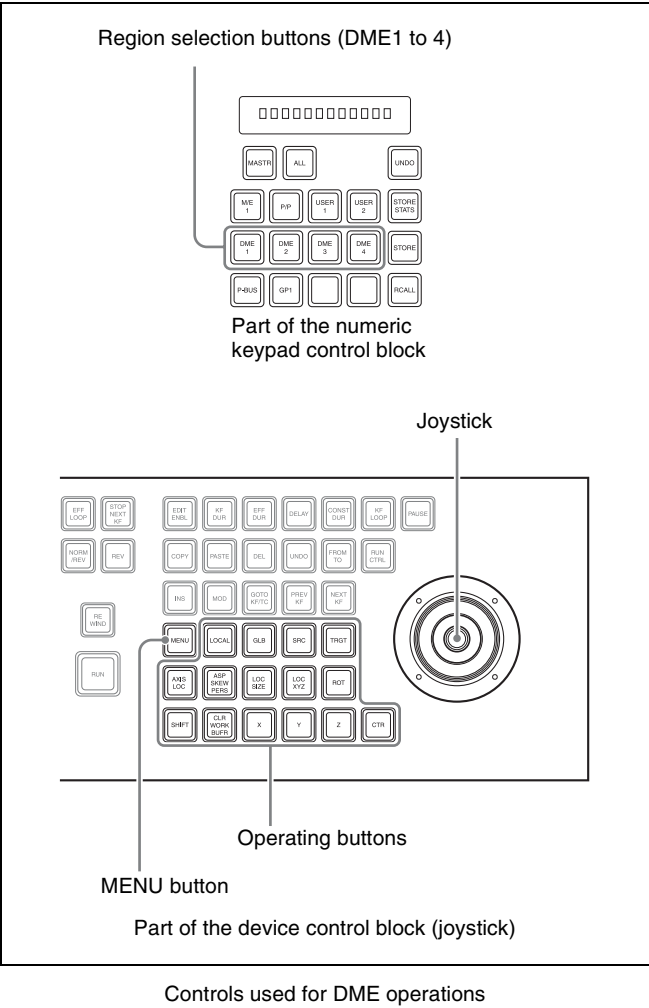 Region selection buttons (DME1 to 4)
MASTR ALL UNDO
M/E 1 P/P USER 1 USER 2 STORE STATS
DME 1 DME 2 DME 3 DME 4 STORE
P-BUS GP1 RCALL
Part of the numeric
keypad control block
Joystick
EFF LOOP STOP NEXT KF EDIT ENBL KF DUR EFF DUR DELAY CONST DUR KF LOOP PAUSE
NORM /REV REV COPY PASTE DEL UNDO FROM TO RUN CTRL
INS MOD GOTO KF/TC PREV KF NEXT KF
RE WIND
MENU LOCAL GLB SRC TRGT
RUN
AXIS LOC ASP SKEW PERS LOC SIZE LOC XYZ ROT
SHIFT CLR WORK BUFR X Y Z CTR
Operating buttons
MENU button
Part of the device control block (joystick)
Controls used for DME operations